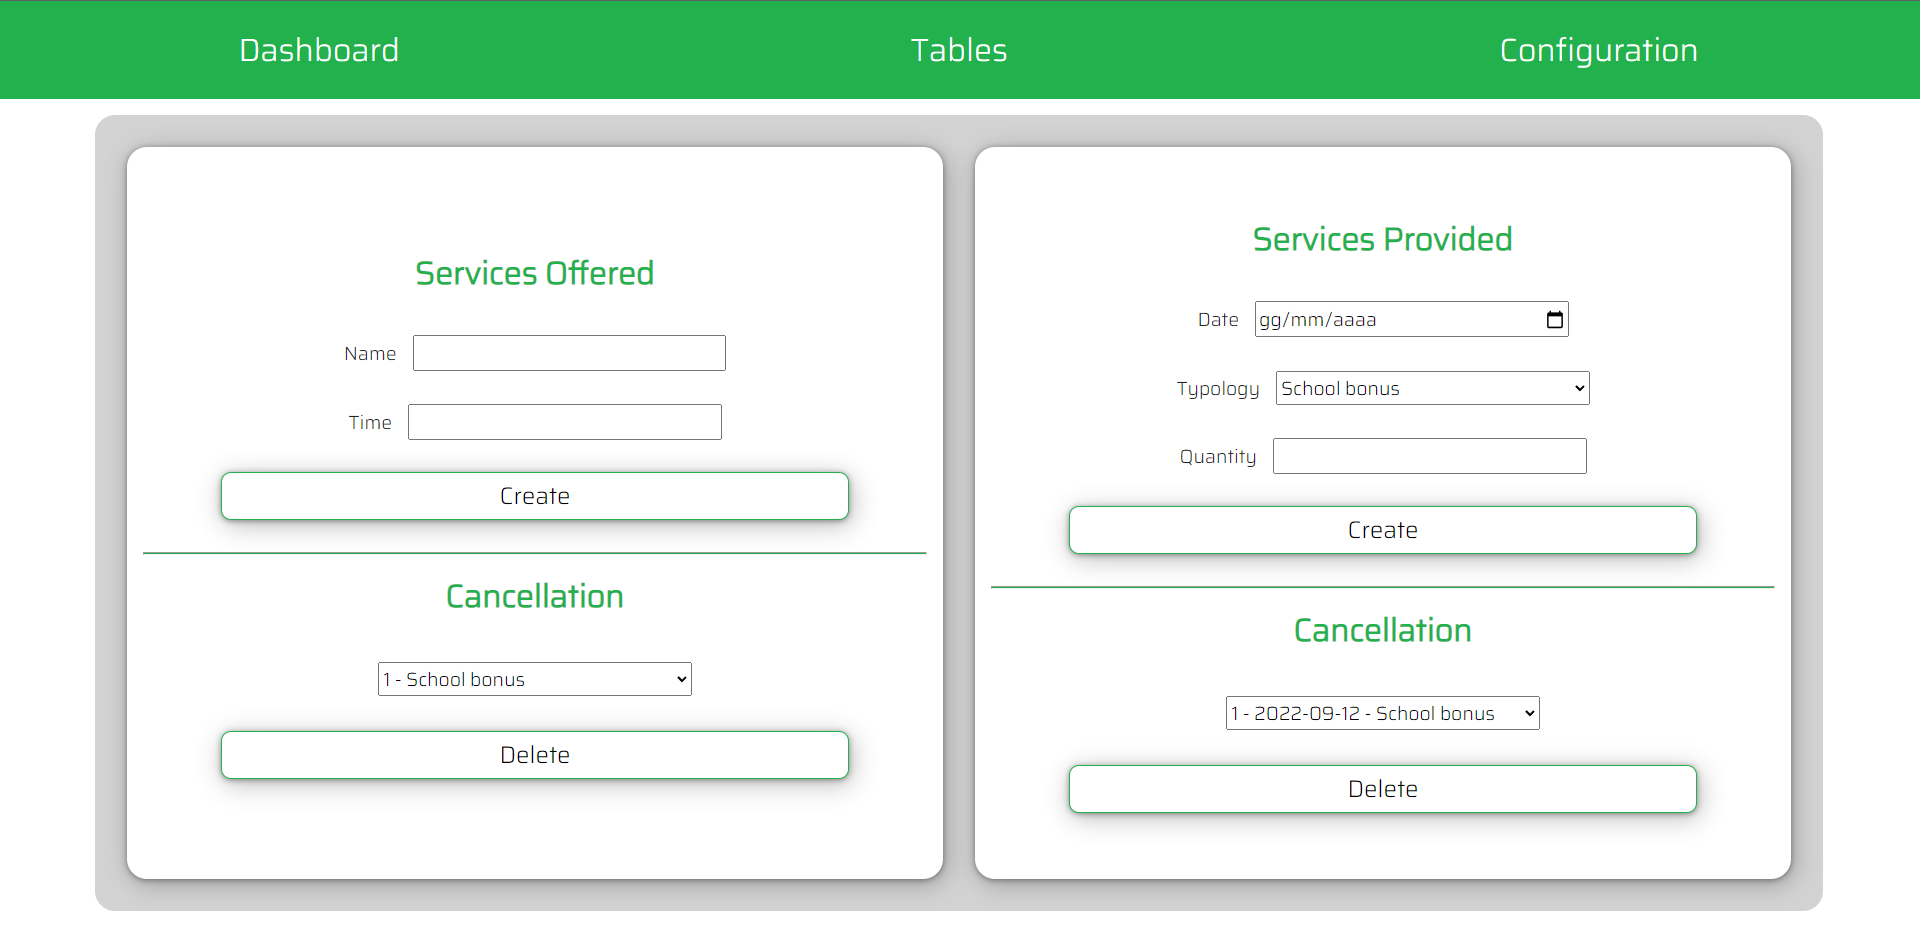 Dashboard
Tables
Configuration
Services Offered
Name
Time
Create
Cancellation
1 - School bonus
Delete
Services Provided
Date gg/mm/aaaa
Typology School bonus
Quantity
Create
Cancellation
1 - 2022-09-12 - School bonus
Delete